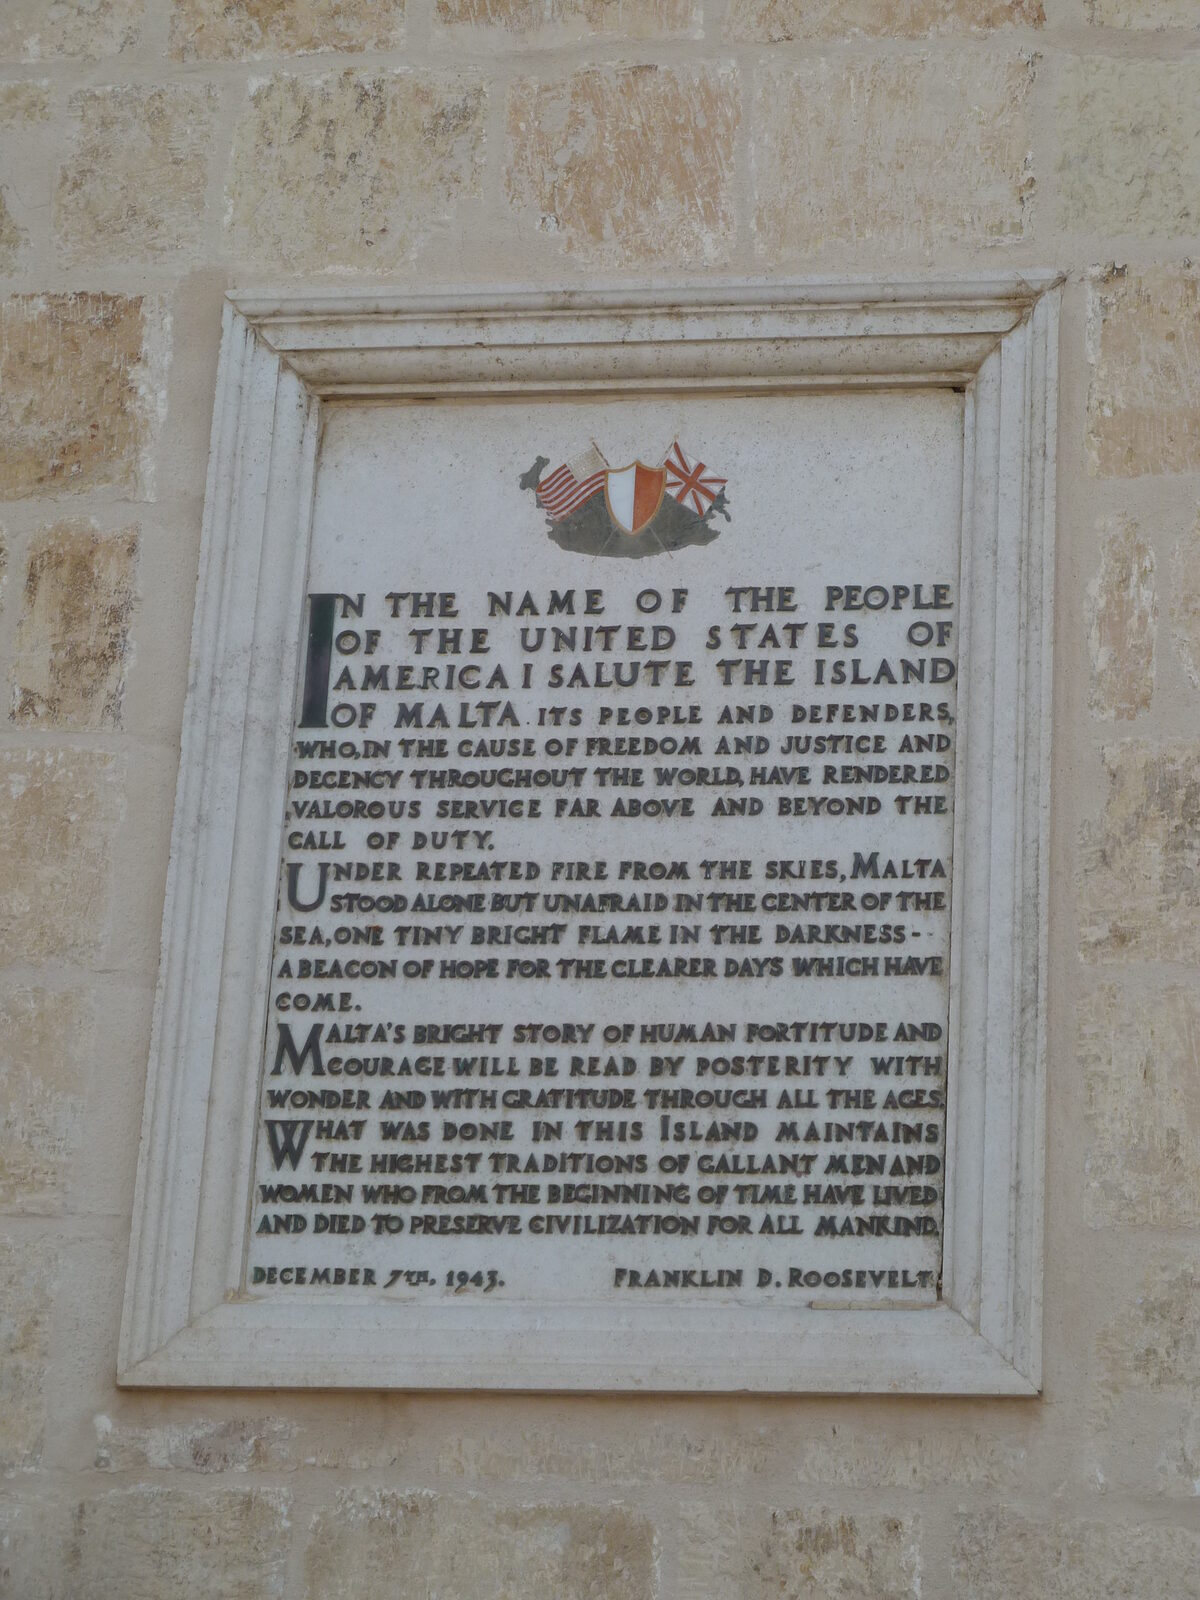 IN THE NAME OF THE PEOPLE
OF THE UNITED STATES OF
AMERICA I SALUTE THE ISLAND
OF MALTA. ITS PEOPLE AND DEFENDERS,
WHO, IN THE CAUSE OF FREEDOM AND JUSTICE AND
DECENCY THROUGHOUT THE WORLD, HAVE RENDERED
VALOROUS SERVICE FAR ABOVE AND BEYOND THE
CALL OF DUTY.
UNDER REPEATED FIRE FROM THE SKIES, MALTA
STOOD ALONE BUT UNAFRAID IN THE CENTER OF THE
SEA, ONE TINY BRIGHT FLAME IN THE DARKNESS -
A BEACON OF HOPE FOR THE CLEARER DAYS WHICH HAVE
COME.
MALTA'S BRIGHT STORY OF HUMAN FORTITUDE AND
COURAGE WILL BE READ BY POSTERITY WITH
WONDER AND WITH GRATITUDE THROUGH ALL THE AGES.
WHAT WAS DONE IN THIS ISLAND MAINTAINS
THE HIGHEST TRADITIONS OF GALLANT MEN AND
WOMEN WHO FROM THE BEGINNING OF TIME HAVE LIVED
AND DIED TO PRESERVE CIVILIZATION FOR ALL MANKIND.
DECEMBER 7TH, 1943. FRANKLIN D. ROOSEVELT